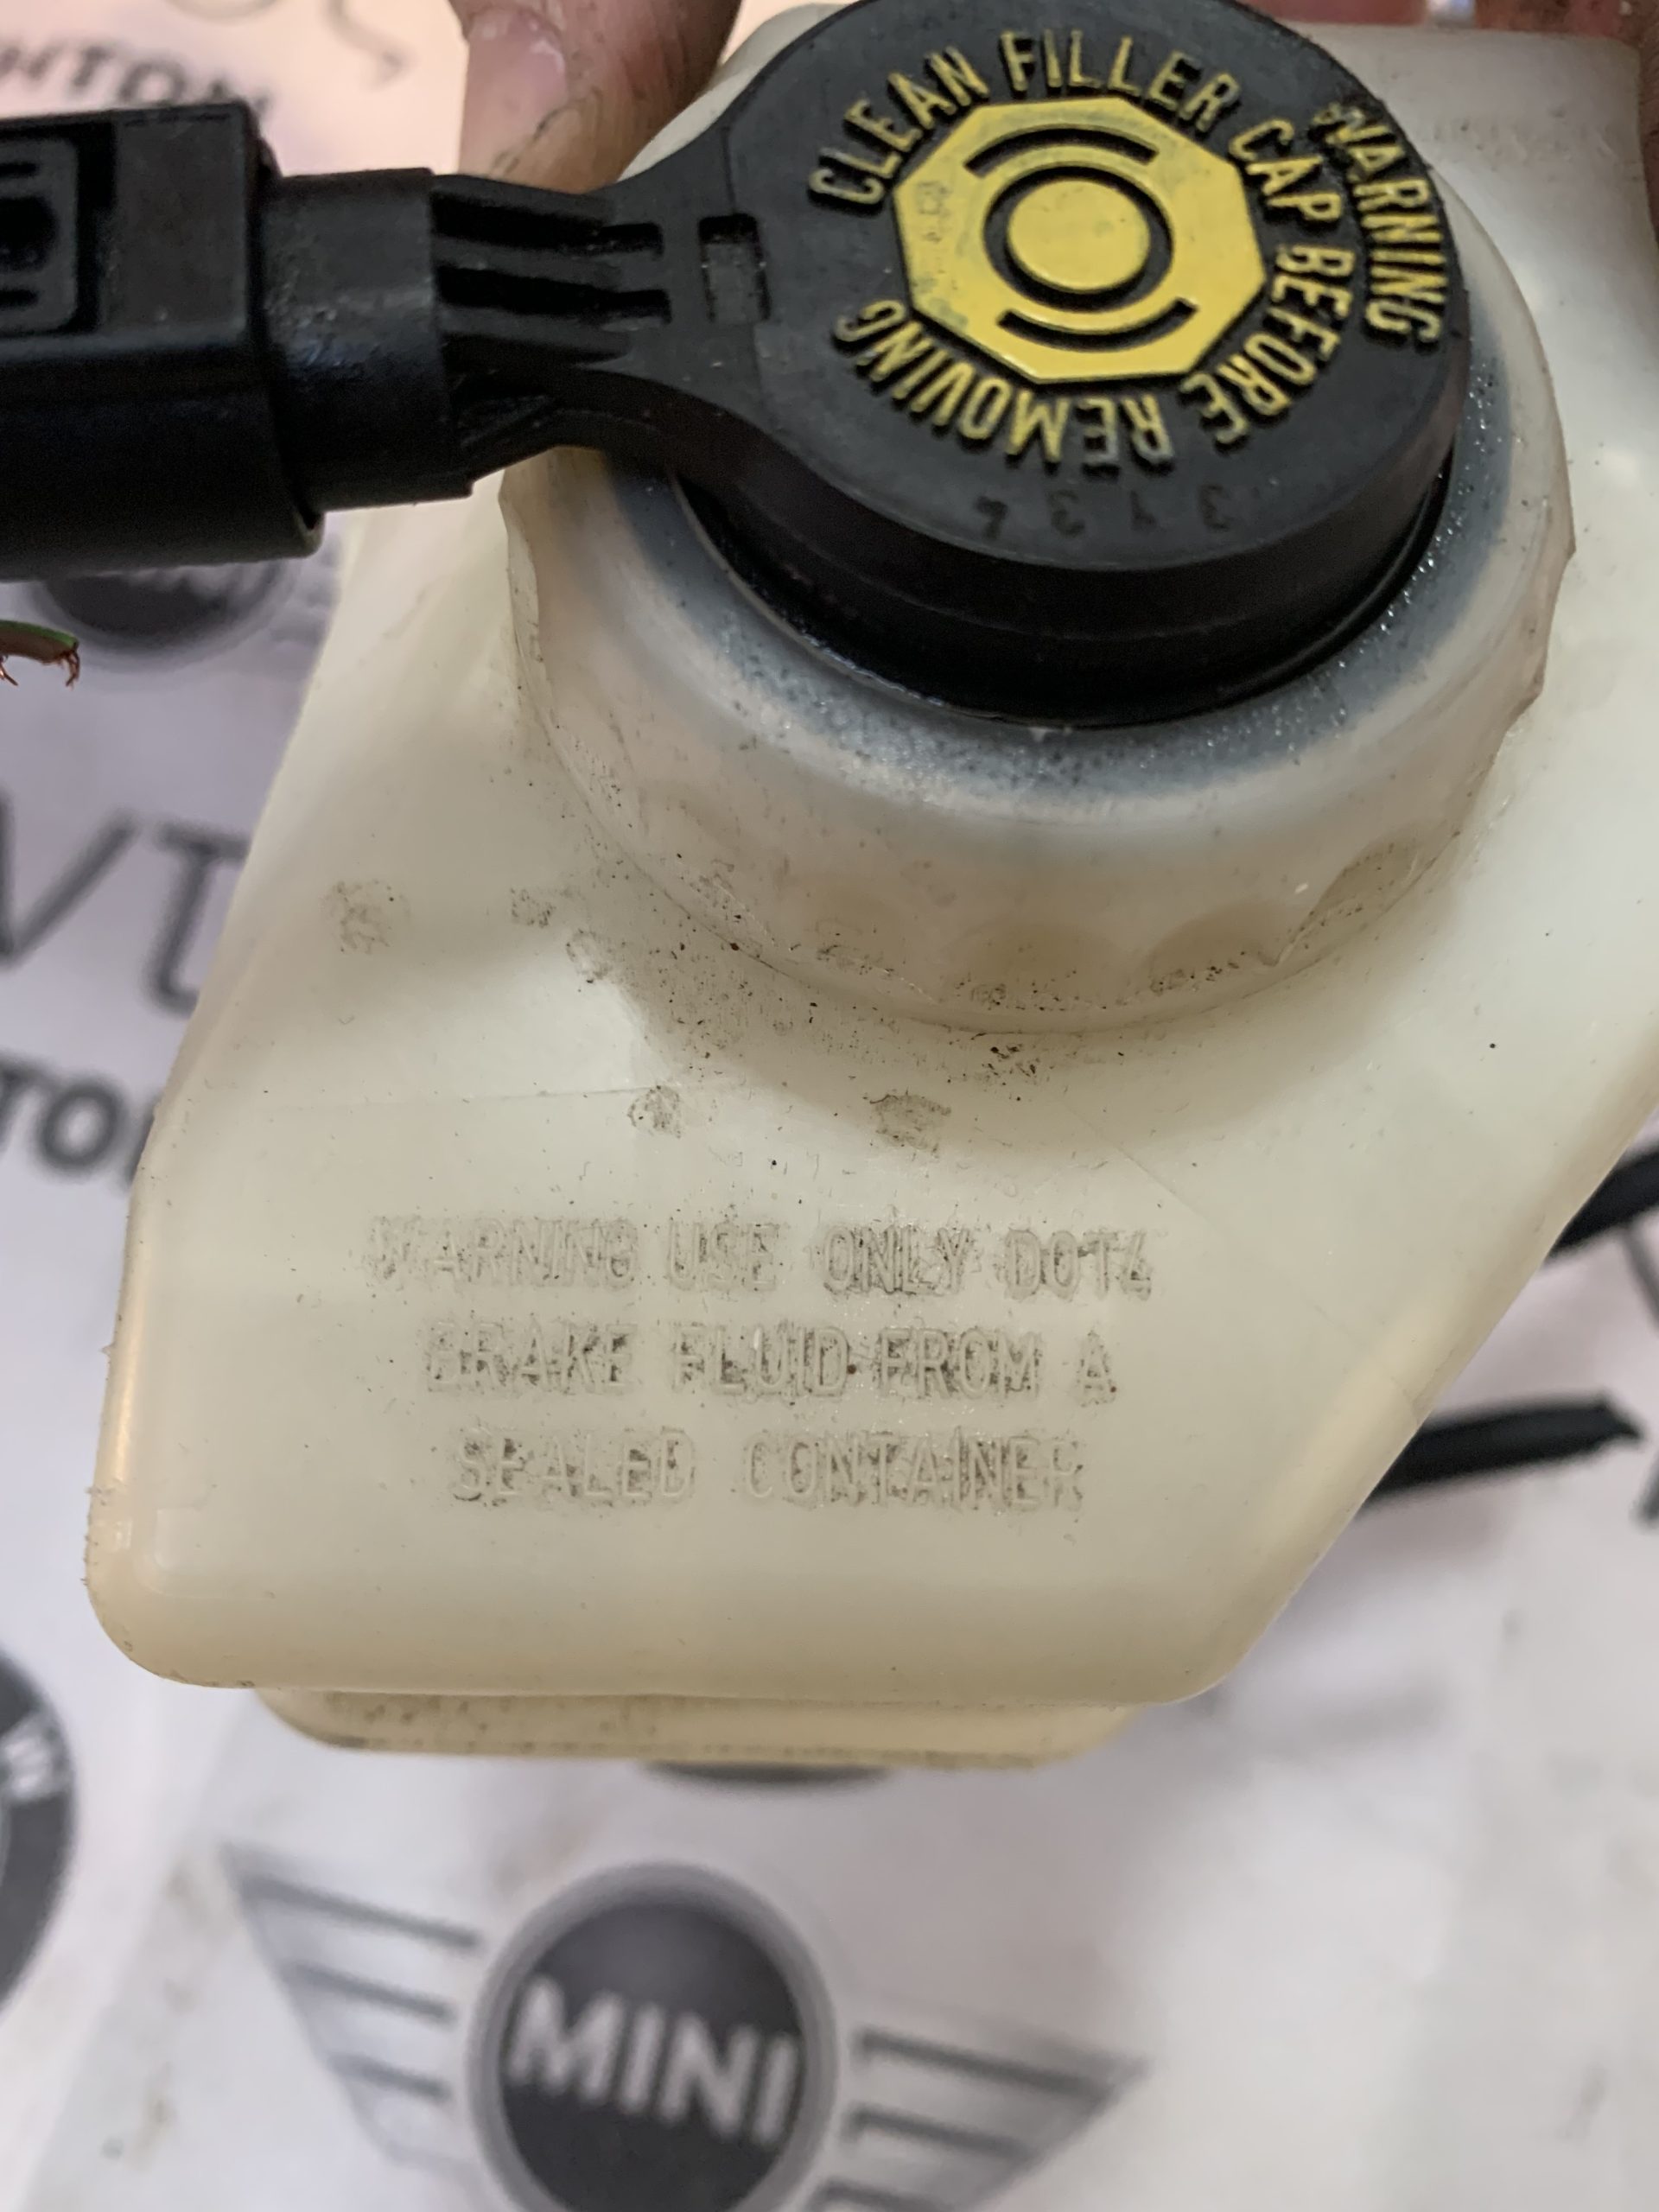 WARNING
CLEAN FILLER CAP BEFORE REMOVING
WARNING USE ONLY DOT4
BRAKE FLUID FROM A
SEALED CONTAINER
MINI